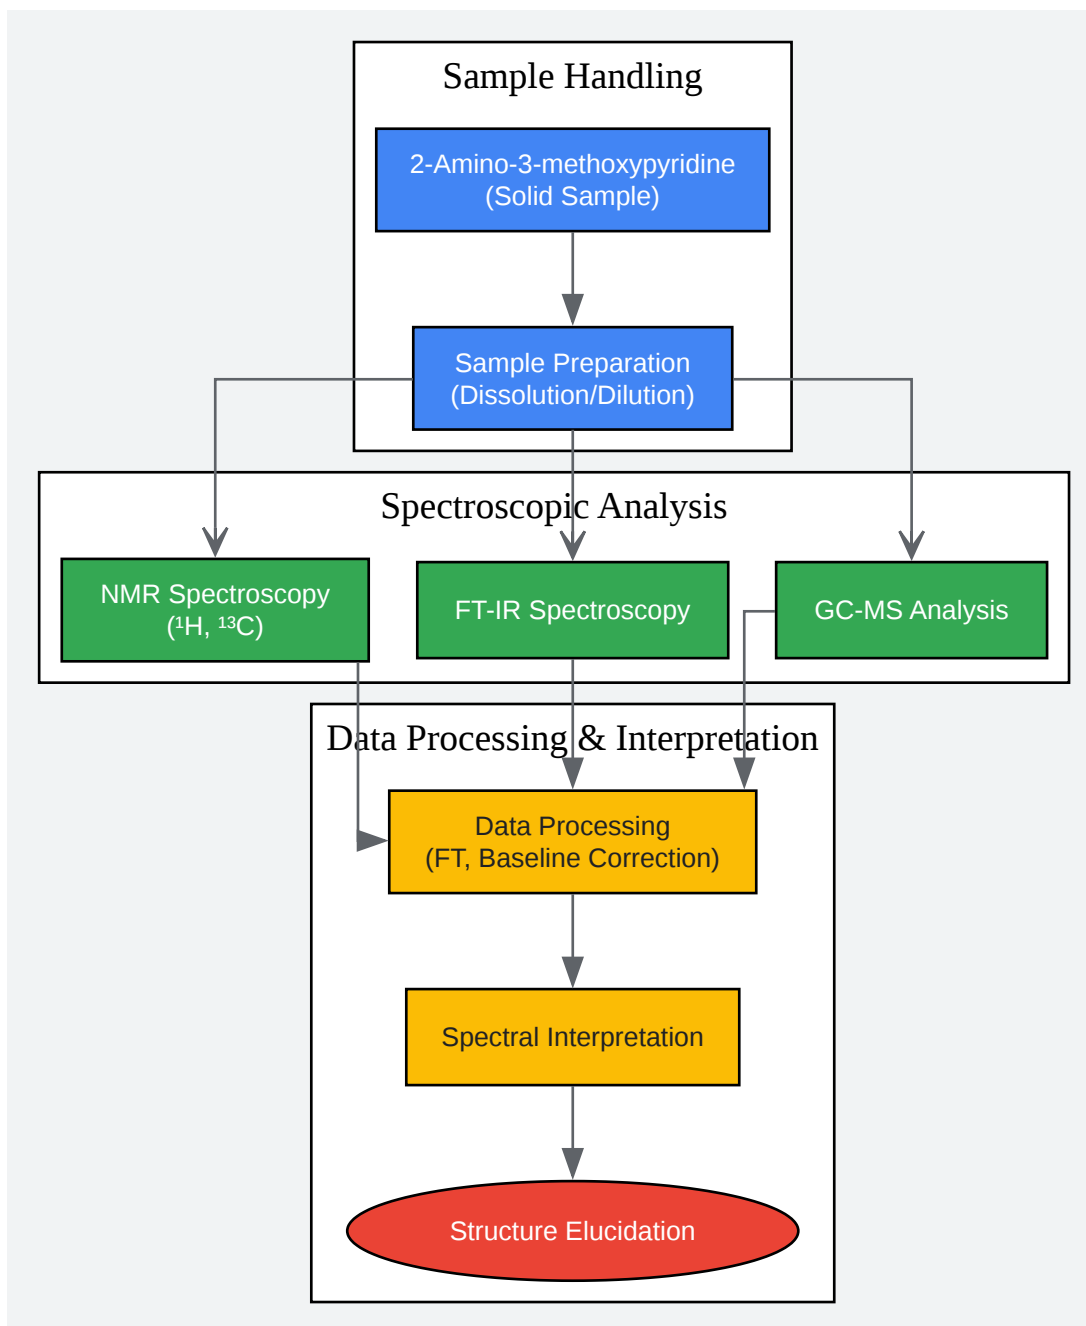 Sample Handling
2-Amino-3-methoxypyridine
(Solid Sample)
Sample Preparation
(Dissolution/Dilution)
Spectroscopic Analysis
NMR Spectroscopy
(¹H, ¹³C)
FT-IR Spectroscopy
GC-MS Analysis
Data Processing & Interpretation
Data Processing
(FT, Baseline Correction)
Spectral Interpretation
Structure Elucidation